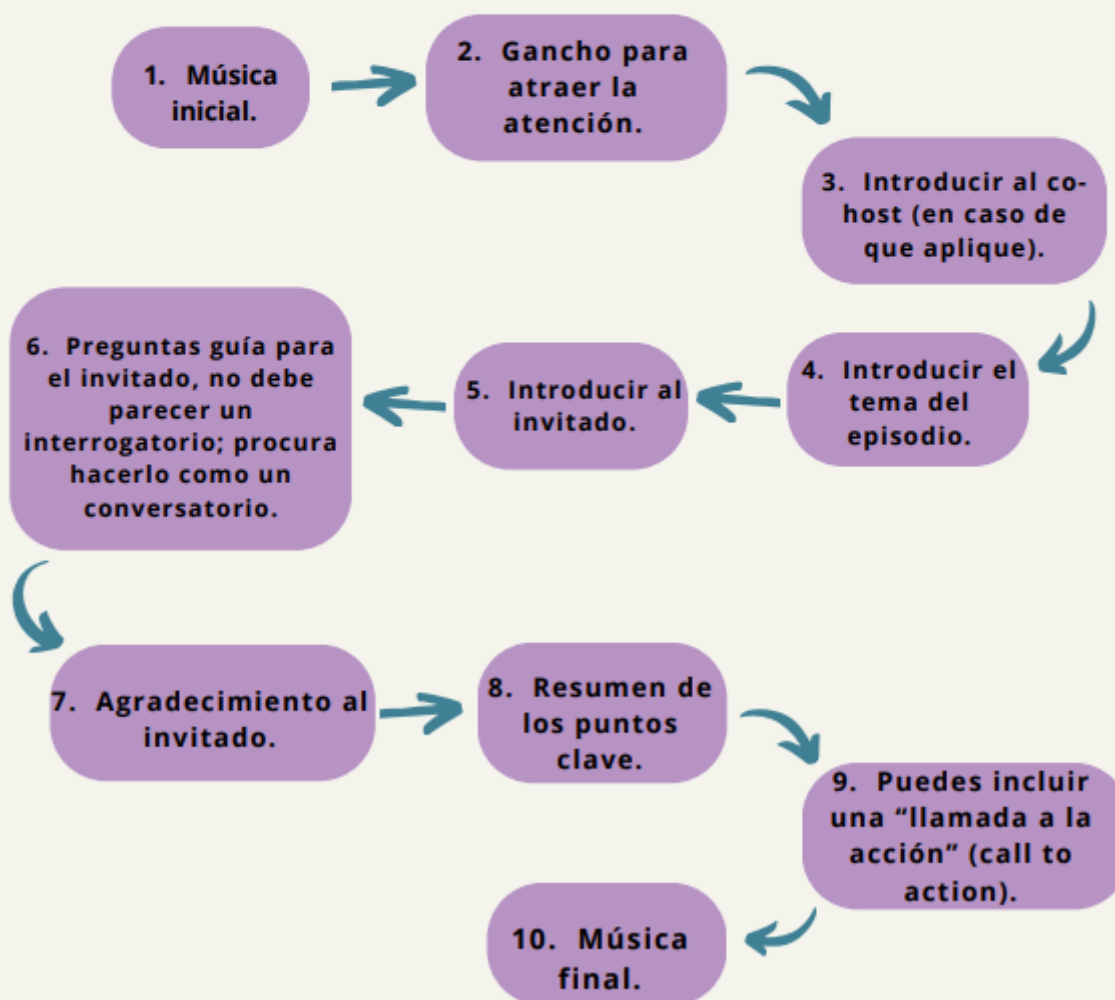 1. Música
inicial.
2. Gancho para
atraer la
atención.
3. Introducir al co-
host (en caso de
que aplique).
4. Introducir el
tema del
episodio.
5. Introducir al
invitado.
6. Preguntas guía para
el invitado, no debe
parecer un
interrogatorio; procura
hacerlo como un
conversatorio.
7. Agradecimiento al
invitado.
8. Resumen de
los puntos
clave.
9. Puedes incluir
una “llamada a la
acción” (call to
action).
10. Música
final.